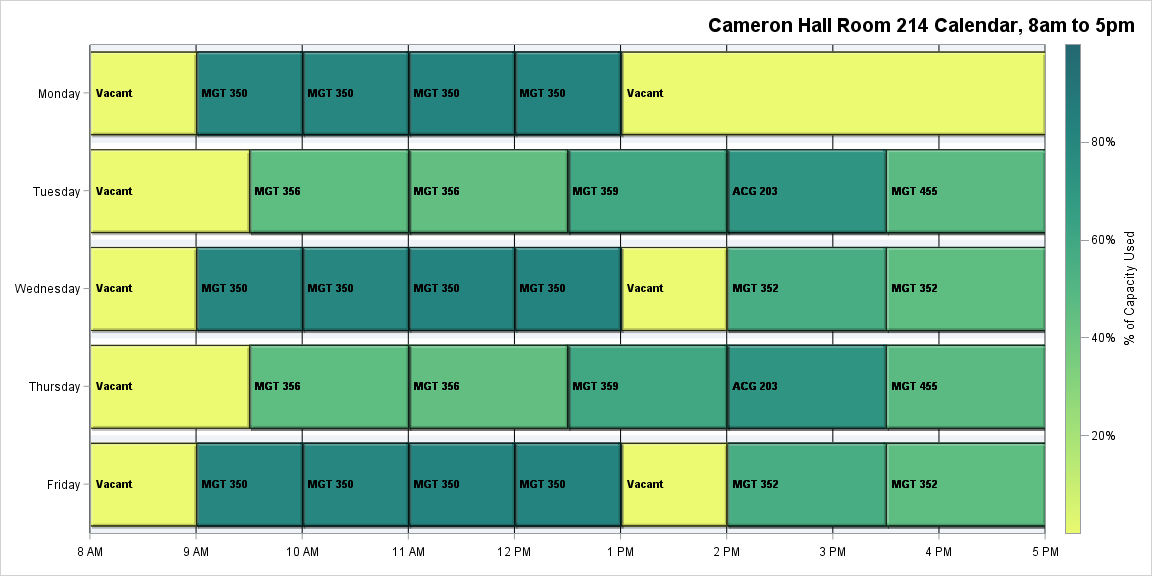 Cameron Hall Room 214 Calendar, 8am to 5pm
Monday Vacant MGT 350 MGT 350 MGT 350 MGT 350 Vacant
80%
Tuesday Vacant MGT 356 MGT 356 MGT 359 ACG 203 MGT 455
60%
% of Capacity Used
Wednesday Vacant MGT 350 MGT 350 MGT 350 MGT 350 Vacant MGT 352 MGT 352
40%
Thursday Vacant MGT 356 MGT 356 MGT 359 ACG 203 MGT 455
20%
Friday Vacant MGT 350 MGT 350 MGT 350 MGT 350 Vacant MGT 352 MGT 352
8 AM 9 AM 10 AM 11 AM 12 PM 1 PM 2 PM 3 PM 4 PM 5 PM